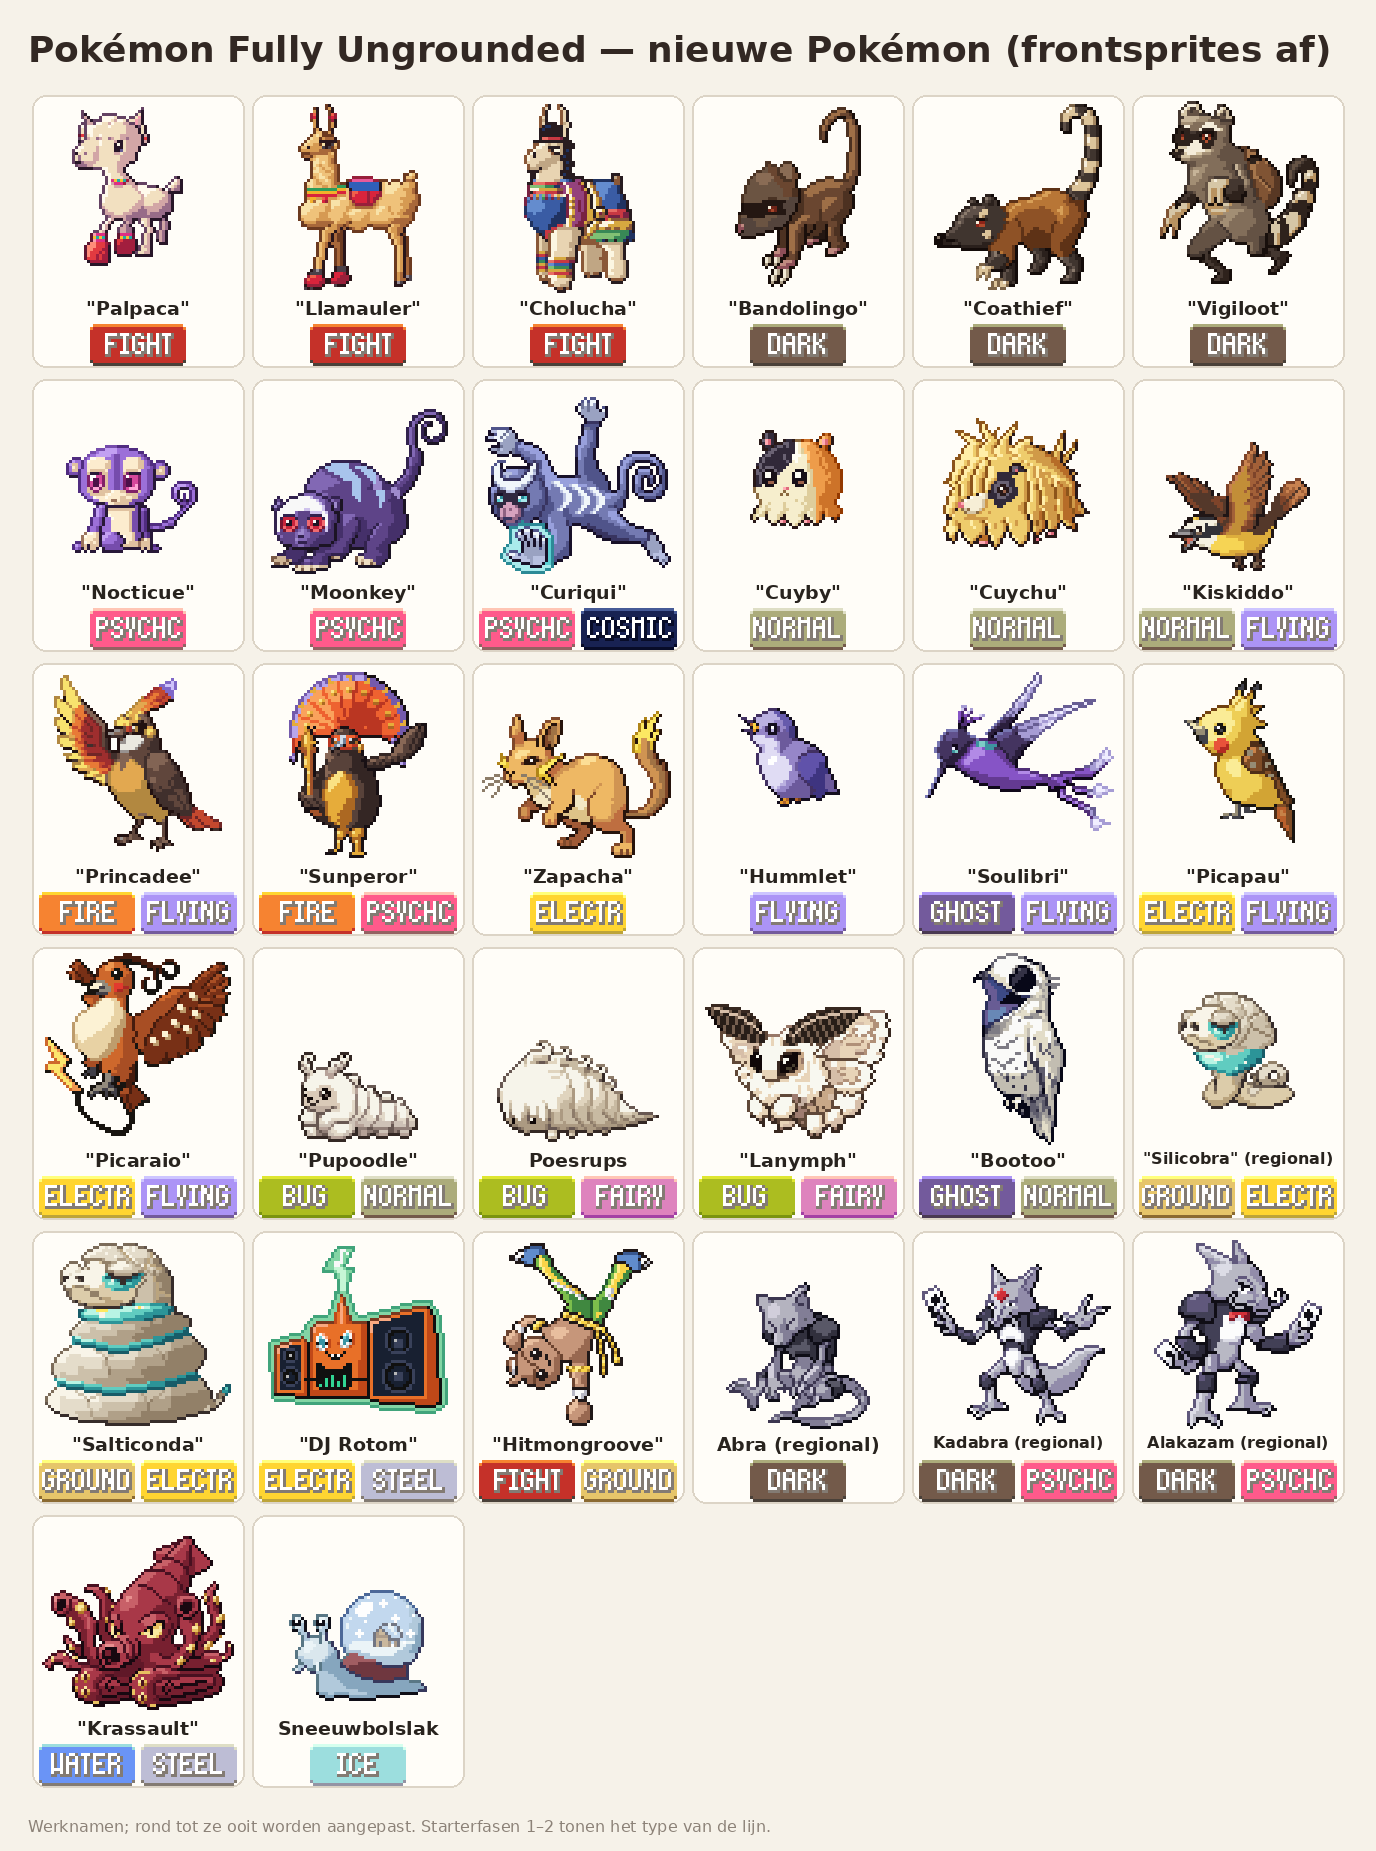 Pokémon Fully Ungrounded — nieuwe Pokémon (frontsprites af)
"Palpaca" "Llamauler" "Cholucha" "Bandolingo" "Coathief" "Vigiloot"
FIGHT FIGHT FIGHT DARK DARK DARK
"Nocticue" "Moonkey" "Curiqui" "Cuyby" "Cuychu" "Kiskiddo"
PSYCHC PSYCHC PSYCHC COSMIC NORMAL NORMAL NORMAL FLYING
"Princadee" "Sunperor" "Zapacha" "Hummlet" "Soulibri" "Picapau"
FIRE FLYING FIRE PSYCHC ELECTR FLYING GHOST FLYING ELECTR FLYING
"Picaraio" "Pupoodle" Poesrups "Lanymph" "Bootoo" "Silicobra" (regional)
ELECTR FLYING BUG NORMAL BUG FAIRY BUG FAIRY GHOST NORMAL GROUND ELECTR
"Salticonda" "DJ Rotom" "Hitmongroove" Abra (regional) Kadabra (regional) Alakazam (regional)
GROUND ELECTR ELECTR STEEL FIGHT GROUND DARK DARK PSYCHC DARK PSYCHC
"Krassault" Sneeuwbolslak
WATER STEEL ICE
Werknamen; rond tot ze ooit worden aangepast. Starterfasen 1–2 tonen het type van de lijn.